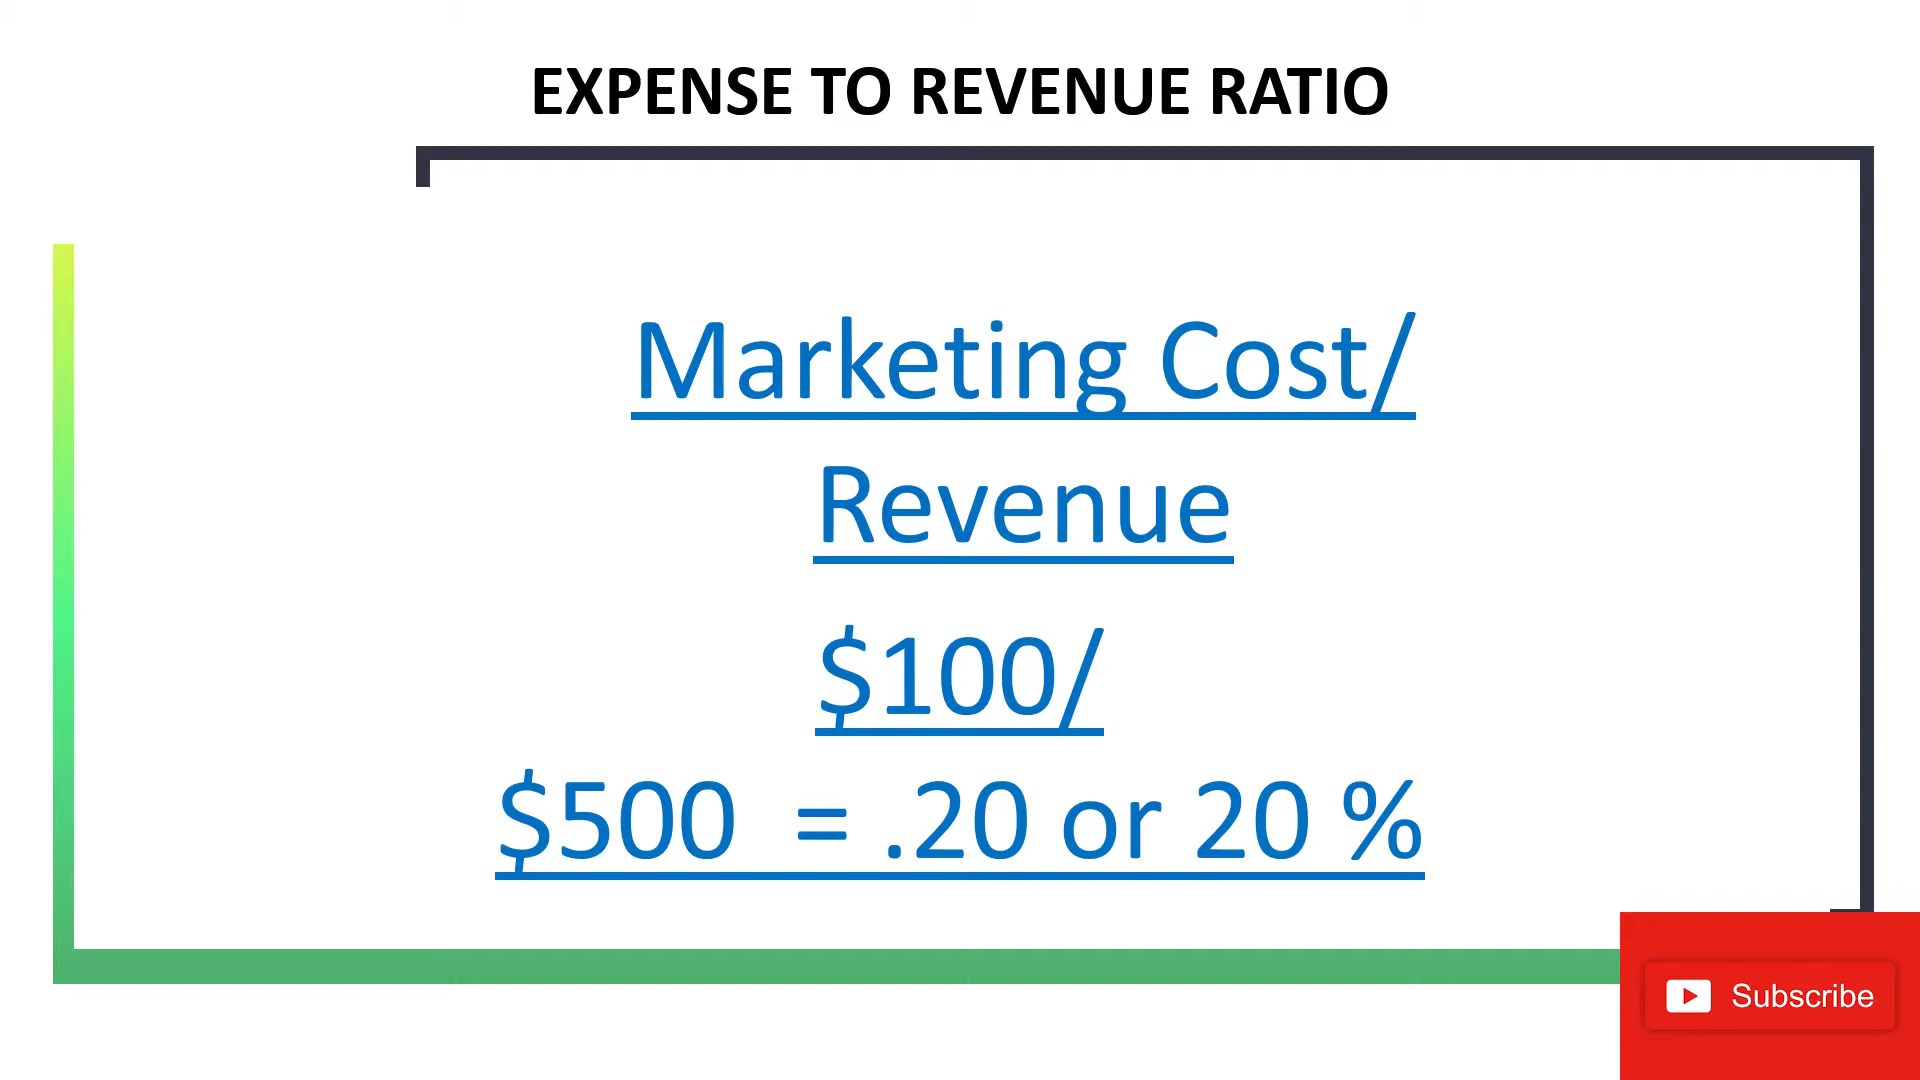 EXPENSE TO REVENUE RATIO
Marketing Cost/
Revenue
$100/
$500 = .20 or 20 %
Subscribe